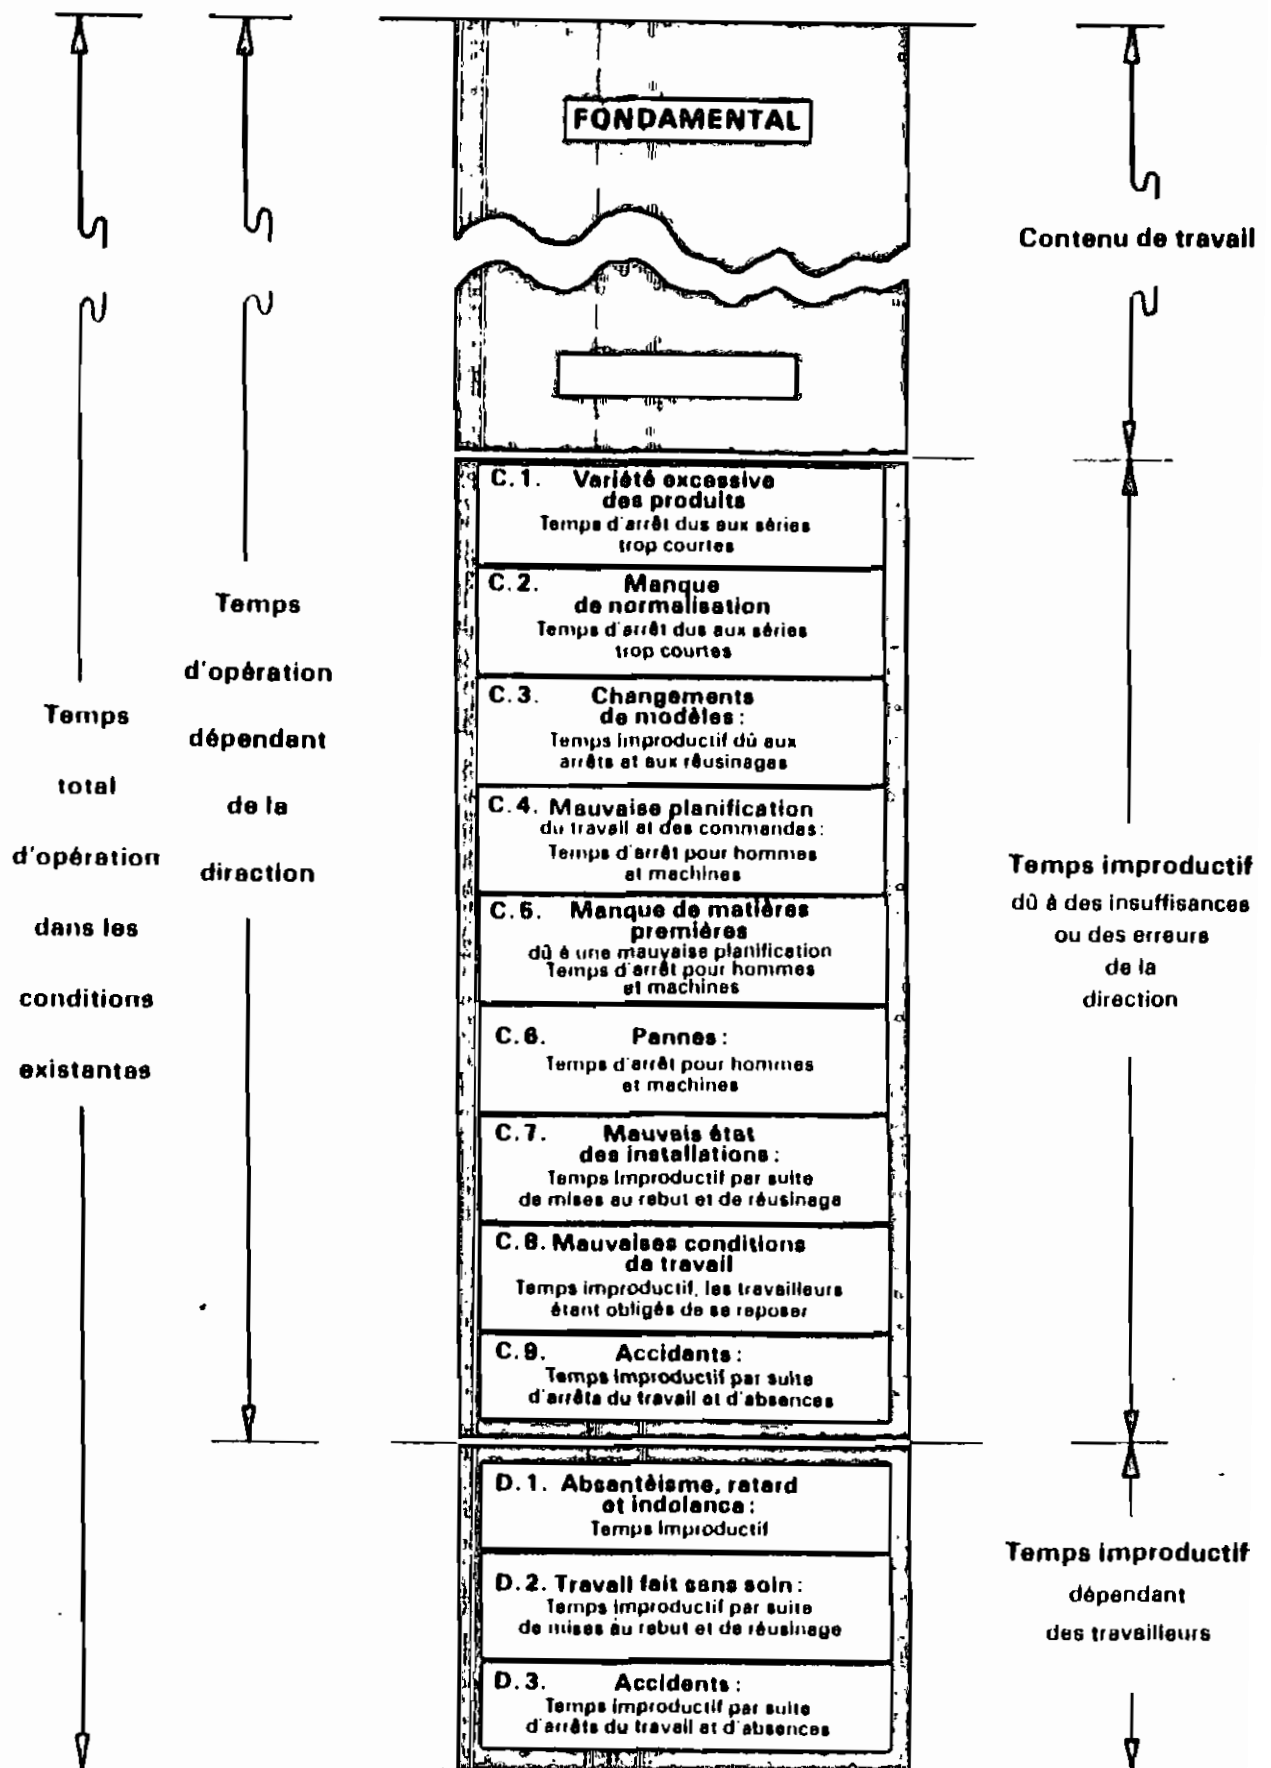 FONDAMENTAL
Contenu de travail
C.1. Variété excessive
des produits
Temps d'arrêt dus aux séries
trop courtes
C.2. Manque
de normalisation
Temps d'arrêt dus aux séries
trop courtes
C.3. Changements
de modèles :
Temps improductif dû aux
arrêts et aux réusinages
C.4. Mauvaise planification
du travail et des commandes :
Temps d'arrêt pour hommes
et machines
C.5. Manque de matières
premières
dû à une mauvaise planification
Temps d'arrêt pour hommes
et machines
C.6. Pannes :
Temps d'arrêt pour hommes
et machines
C.7. Mauvais état
des installations :
Temps improductif par suite
de mises au rebut et de réusinage
C.8. Mauvaises conditions
de travail
Temps improductif, les travailleurs
étant obligés de se reposer
C.9. Accidents :
Temps improductif par suite
d'arrêts du travail et d'absences
D.1. Absentéisme, retard
et indolence :
Temps improductif
D.2. Travail fait sans soin :
Temps improductif par suite
de mises au rebut et de réusinage
D.3. Accidents :
Temps improductif par suite
d'arrêts du travail et d'absences
Temps
total
d'opération
dans les
conditions
existantes
Temps
d'opération
dépendant
de la
direction
Temps improductif
dû à des insuffisances
ou des erreurs
de la
direction
Temps improductif
dépendant
des travailleurs